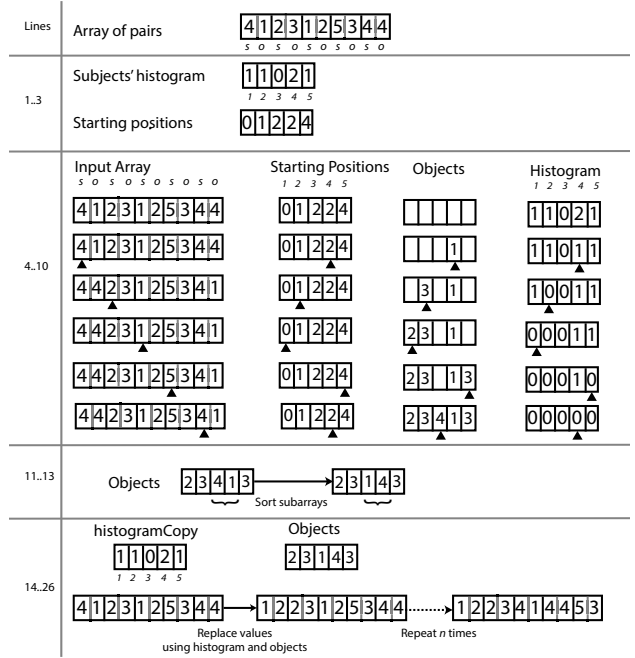 Lines
Array of pairs
4 1 2 3 1 2 5 3 4 4
s o s o s o s o s o
1..3
Subjects' histogram
1 1 0 2 1
1 2 3 4 5
Starting positions
0 1 2 2 4
4..10
Input Array Starting Positions Objects Histogram
s o s o s o s o s o 1 2 3 4 5 1 2 3 4 5
4 1 2 3 1 2 5 3 4 4 0 1 2 2 4 1 1 0 2 1
4 1 2 3 1 2 5 3 4 4 0 1 2 2 4 1 1 1 0 1 1
4 4 2 3 1 2 5 3 4 1 0 1 2 2 4 3 1 1 0 0 1 1
4 4 2 3 1 2 5 3 4 1 0 1 2 2 4 2 3 1 0 0 0 1 1
4 4 2 3 1 2 5 3 4 1 0 1 2 2 4 2 3 1 3 0 0 0 1 0
4 4 2 3 1 2 5 3 4 1 0 1 2 2 4 2 3 4 1 3 0 0 0 0 0
11..13
Objects 2 3 4 1 3 2 3 1 4 3
Sort subarrays
14..26
histogramCopy Objects
1 1 0 2 1 2 3 1 4 3
1 2 3 4 5
4 1 2 3 1 2 5 3 4 4 1 2 2 3 1 2 5 3 4 4 1 2 2 3 4 1 4 4 5 3
Replace values Repeat n times
using histogram and objects